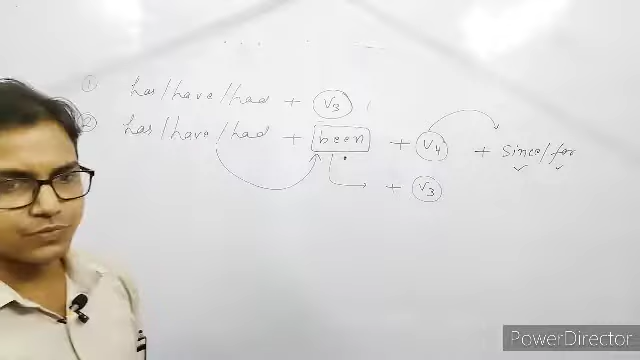 ① has/have/had + V3
② has/have/had + been + V4 + Since/for
+ V3
PowerDirector